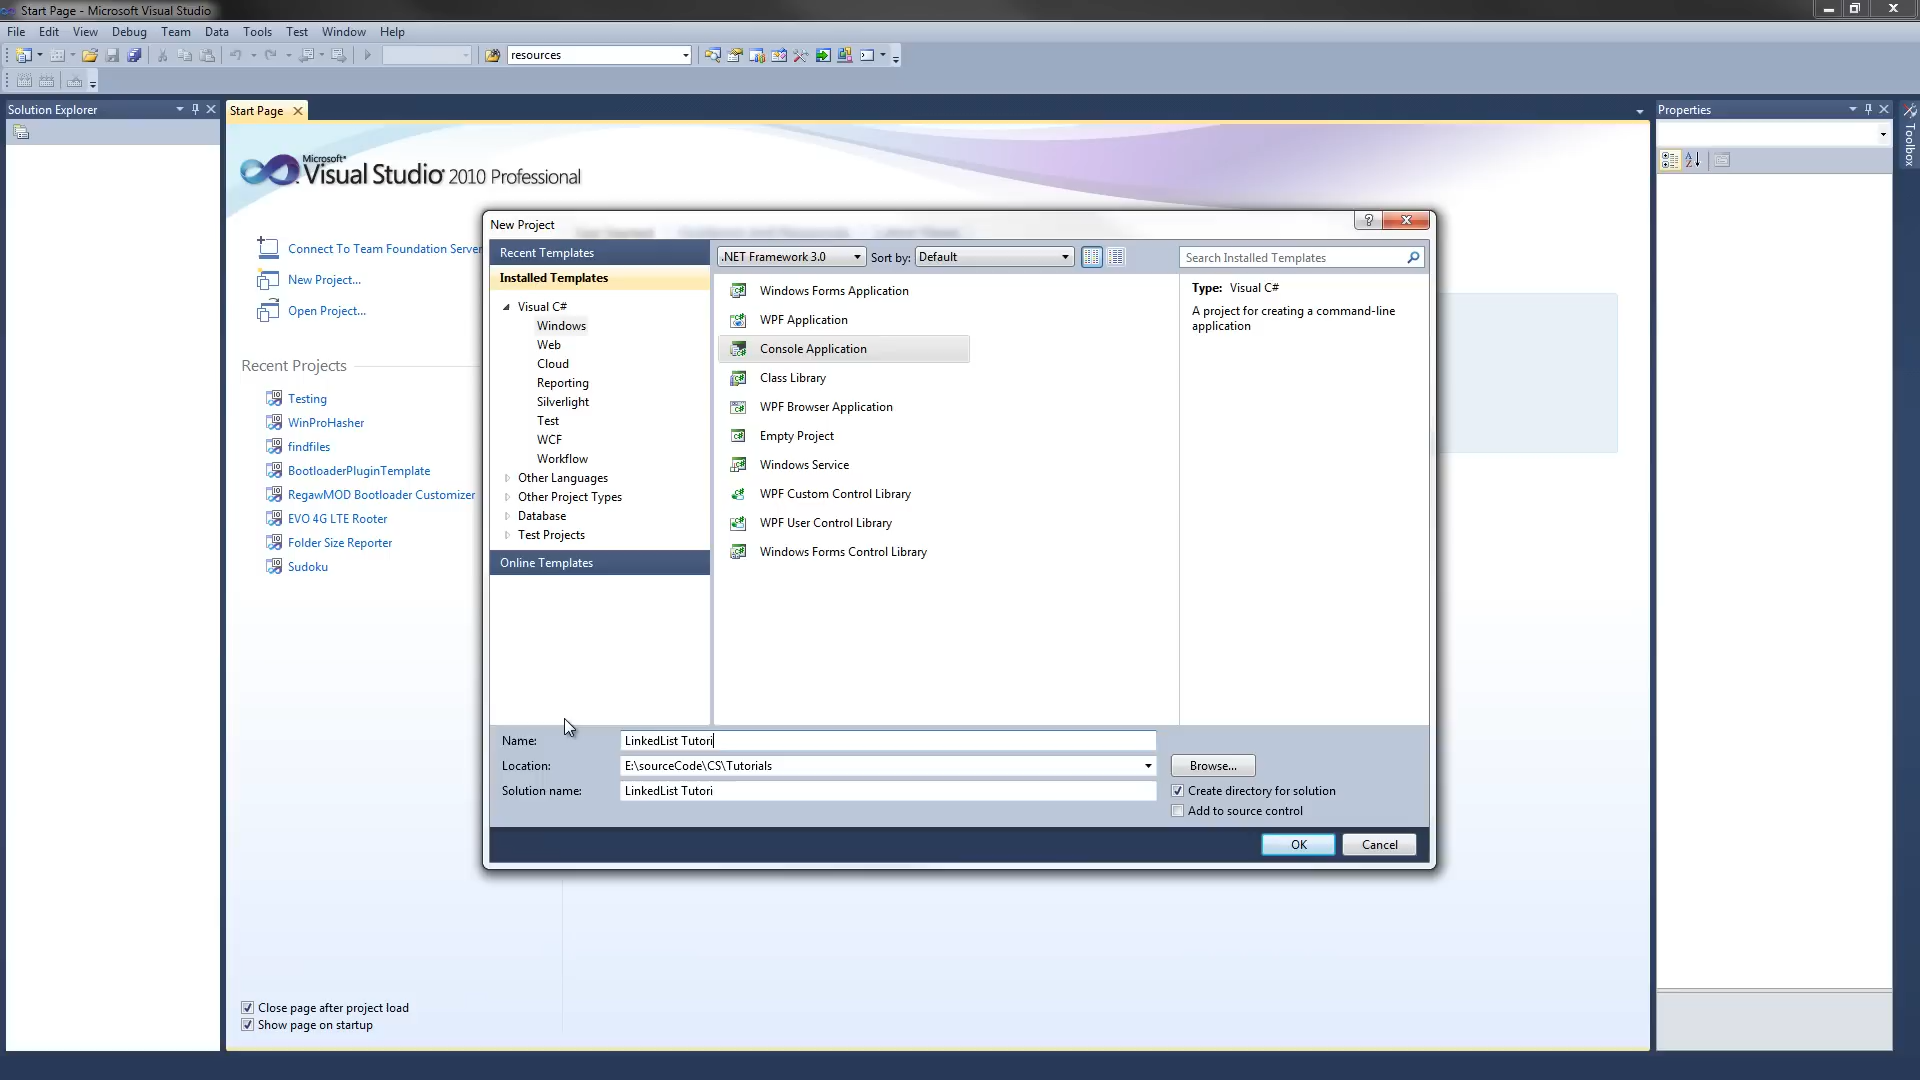 Start Page - Microsoft Visual Studio
File Edit View Debug Team Data Tools Test Window Help
resources
Solution Explorer
Start Page
Properties
Toolbox
Microsoft
Visual Studio 2010 Professional
Connect To Team Foundation Server
New Project...
Open Project...
Recent Projects
Testing
WinProHasher
findfiles
BootloaderPluginTemplate
RegawMOD Bootloader Customizer
EVO 4G LTE Rooter
Folder Size Reporter
Sudoku
Close page after project load
Show page on startup
New Project
Recent Templates
Installed Templates
Visual C#
Windows
Web
Cloud
Reporting
Silverlight
Test
WCF
Workflow
Other Languages
Other Project Types
Database
Test Projects
Online Templates
.NET Framework 3.0 Sort by: Default
Search Installed Templates
Windows Forms Application
WPF Application
Console Application
Class Library
WPF Browser Application
Empty Project
Windows Service
WPF Custom Control Library
WPF User Control Library
Windows Forms Control Library
Type: Visual C#
A project for creating a command-line
application
Name: LinkedList Tutori
Location: E:\sourceCode\CS\Tutorials Browse...
Solution name: LinkedList Tutori
Create directory for solution
Add to source control
OK Cancel